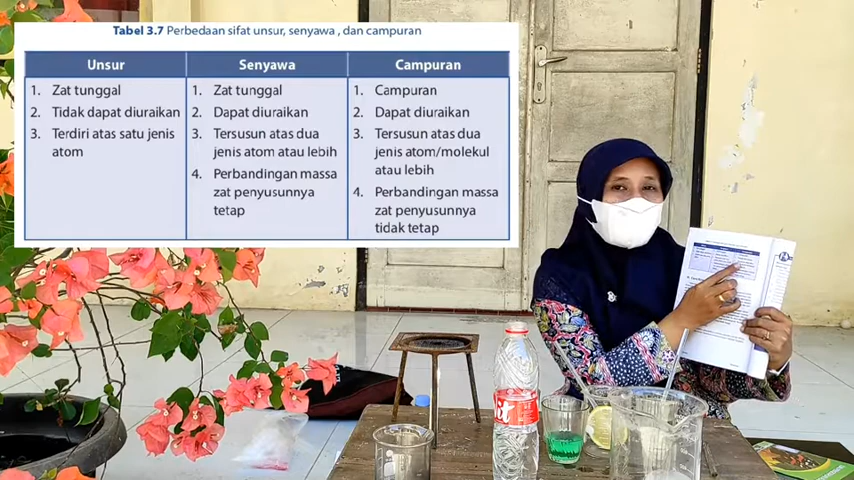 Tabel 3.7 Perbedaan sifat unsur, senyawa , dan campuran
Unsur
1. Zat tunggal
2. Tidak dapat diuraikan
3. Terdiri atas satu jenis
atom
Senyawa
1. Zat tunggal
2. Dapat diuraikan
3. Tersusun atas dua
jenis atom atau lebih
4. Perbandingan massa
zat penyusunnya
tetap
Campuran
1. Campuran
2. Dapat diuraikan
3. Tersusun atas dua
jenis atom/molekul
atau lebih
4. Perbandingan massa
zat penyusunnya
tidak tetap
it